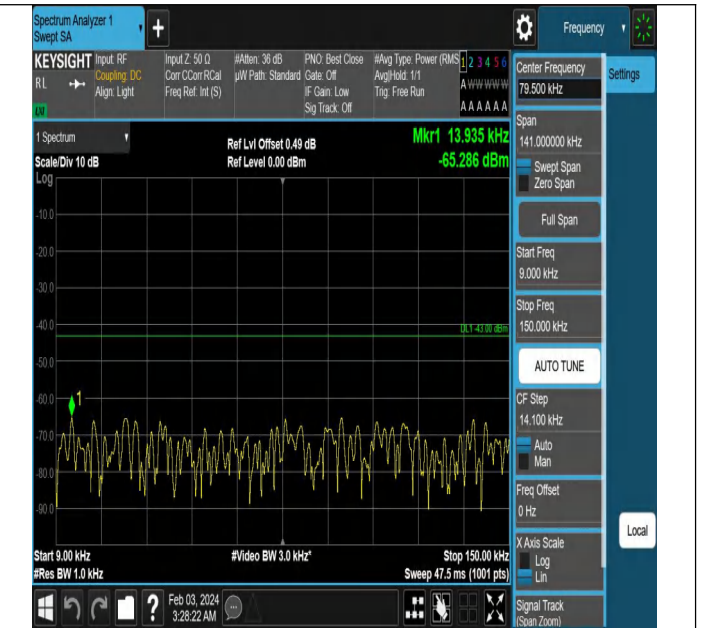 Spectrum Analyzer 1
Swept SA
+
Frequency
KEYSIGHT
RL
Input: RF
Coupling: DC
Align: Light
Input Z: 50 Ω
Corr CCorr RCal
Freq Ref: Int (S)
#Atten: 36 dB
µW Path: Standard
PNO: Best Close
Gate: Off
IF Gain: Low
Sig Track: Off
#Avg Type: Power (RMS
Avg|Hold: 1/1
Trig: Free Run
1 2 3 4 5 6
A W W W W W
A A A A A A
1 Spectrum
Scale/Div 10 dB
Log
Ref Lvl Offset 0.49 dB
Ref Level 0.00 dBm
Mkr1 13.935 kHz
-65.286 dBm
-10.0
-20.0
-30.0
-40.0
DL1 -43.00 dBm
-50.0
-60.0
1
-70.0
-80.0
-90.0
Start 9.00 kHz
#Res BW 1.0 kHz
#Video BW 3.0 kHz*
Stop 150.00 kHz
Sweep 47.5 ms (1001 pts)
?
Feb 03, 2024
3:28:22 AM
Center Frequency
79.500 kHz
Settings
Span
141.000000 kHz
Swept Span
Zero Span
Full Span
Start Freq
9.000 kHz
Stop Freq
150.000 kHz
AUTO TUNE
CF Step
14.100 kHz
Auto
Man
Freq Offset
0 Hz
X Axis Scale
Log
Lin
Local
Signal Track
(Span Zoom)